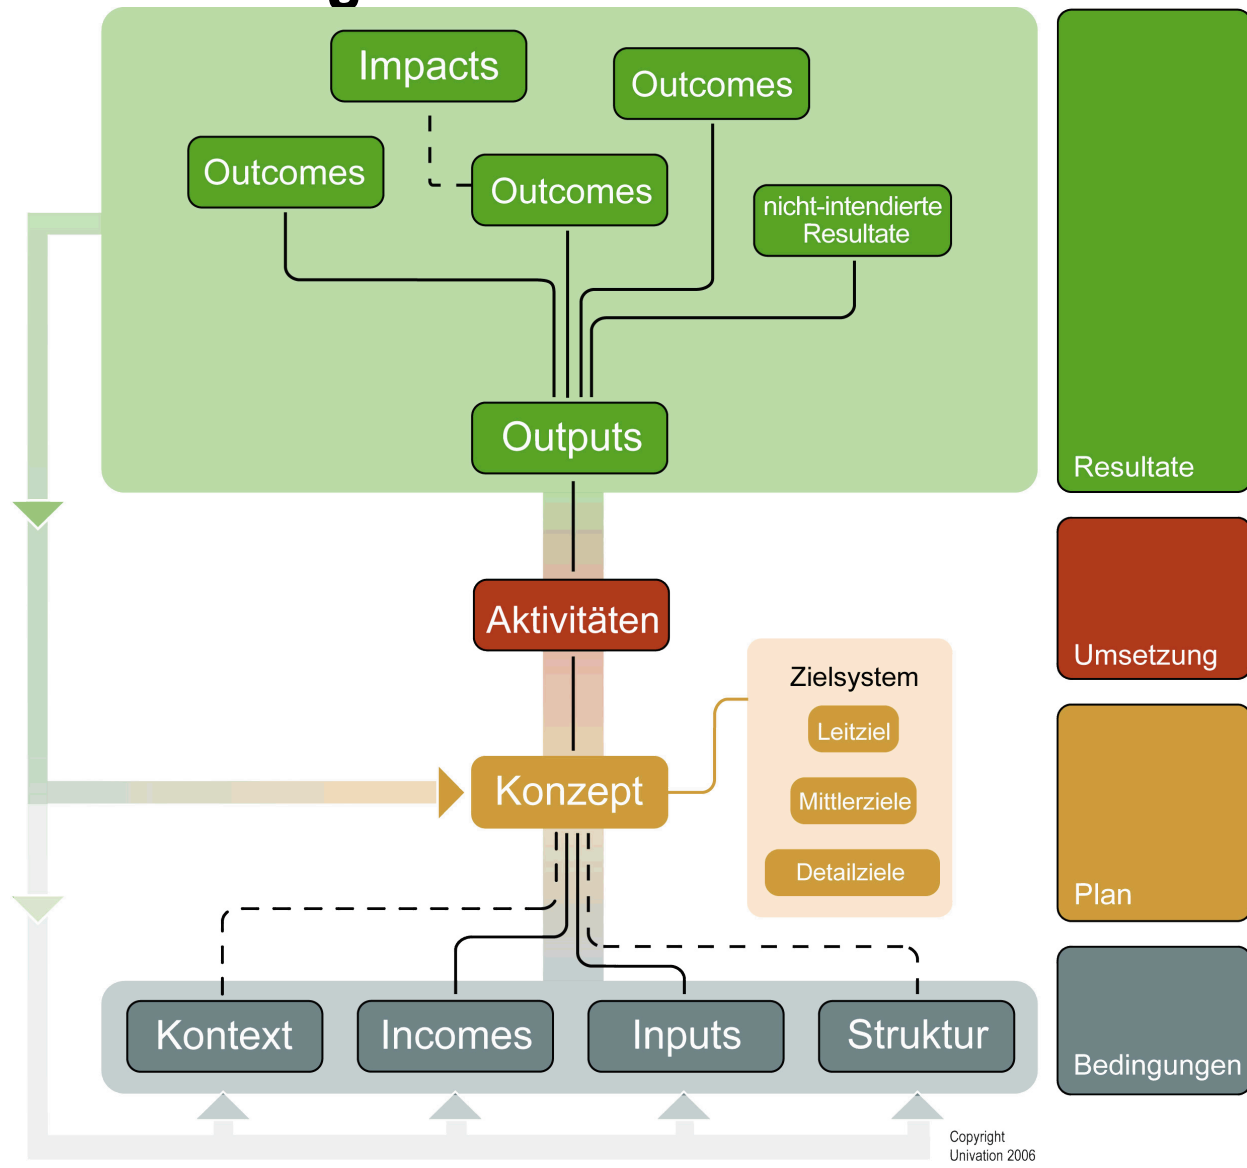 Impacts
Outcomes
Outcomes
Outcomes
nicht-intendierte
Resultate
Outputs
Resultate
Aktivitäten
Umsetzung
Zielsystem
Leitziel
Konzept
Mittlerziele
Detailziele
Plan
Kontext
Incomes
Inputs
Struktur
Bedingungen
Copyright
Univation 2006